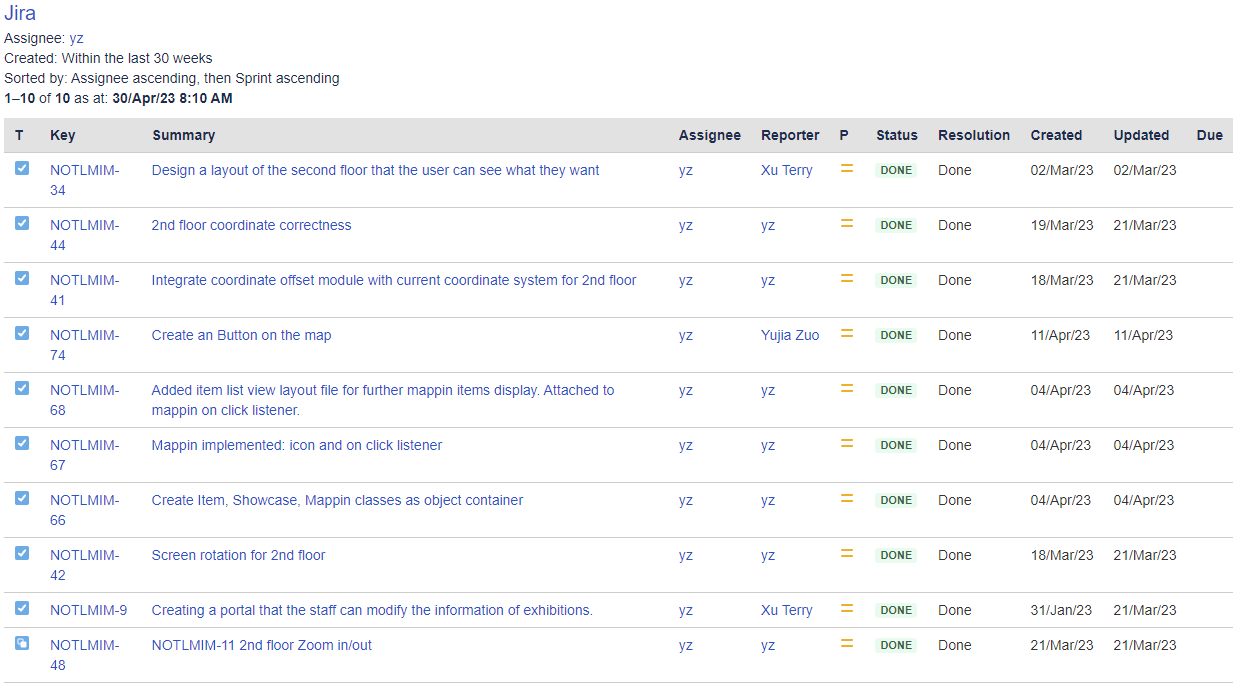 Jira
Assignee: yz
Created: Within the last 30 weeks
Sorted by: Assignee ascending, then Sprint ascending
1–10 of 10 as at: 30/Apr/23 8:10 AM
T Key Summary Assignee Reporter P Status Resolution Created Updated Due
NOTLMIM-34 Design a layout of the second floor that the user can see what they want yz Xu Terry DONE Done 02/Mar/23 02/Mar/23
NOTLMIM-44 2nd floor coordinate correctness yz yz DONE Done 19/Mar/23 21/Mar/23
NOTLMIM-41 Integrate coordinate offset module with current coordinate system for 2nd floor yz yz DONE Done 18/Mar/23 21/Mar/23
NOTLMIM-74 Create an Button on the map yz Yujia Zuo DONE Done 11/Apr/23 11/Apr/23
NOTLMIM-68 Added item list view layout file for further mappin items display. Attached to mappin on click listener. yz yz DONE Done 04/Apr/23 04/Apr/23
NOTLMIM-67 Mappin implemented: icon and on click listener yz yz DONE Done 04/Apr/23 04/Apr/23
NOTLMIM-66 Create Item, Showcase, Mappin classes as object container yz yz DONE Done 04/Apr/23 04/Apr/23
NOTLMIM-42 Screen rotation for 2nd floor yz yz DONE Done 18/Mar/23 21/Mar/23
NOTLMIM-9 Creating a portal that the staff can modify the information of exhibitions. yz Xu Terry DONE Done 31/Jan/23 21/Mar/23
NOTLMIM-48 NOTLMIM-11 2nd floor Zoom in/out yz yz DONE Done 21/Mar/23 21/Mar/23